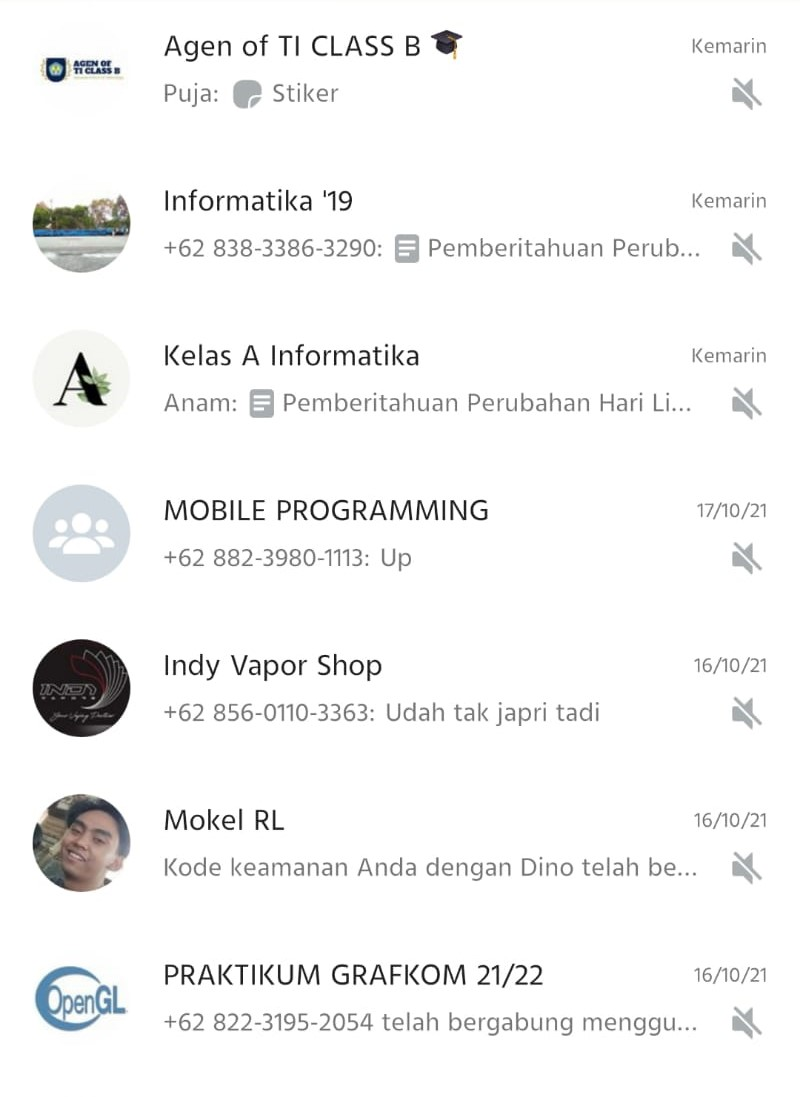 AGEN OF
TI CLASS B
Agen of TI CLASS B 🎓
Kemarin
Puja: Stiker
Informatika '19
Kemarin
+62 838-3386-3290: Pemberitahuan Perub...
A
Kelas A Informatika
Kemarin
Anam: Pemberitahuan Perubahan Hari Li...
MOBILE PROGRAMMING
17/10/21
+62 882-3980-1113: Up
INDY
Indy Vapor Shop
16/10/21
+62 856-0110-3363: Udah tak japri tadi
Mokel RL
16/10/21
Kode keamanan Anda dengan Dino telah be...
OpenGL
PRAKTIKUM GRAFKOM 21/22
16/10/21
+62 822-3195-2054 telah bergabung menggu...